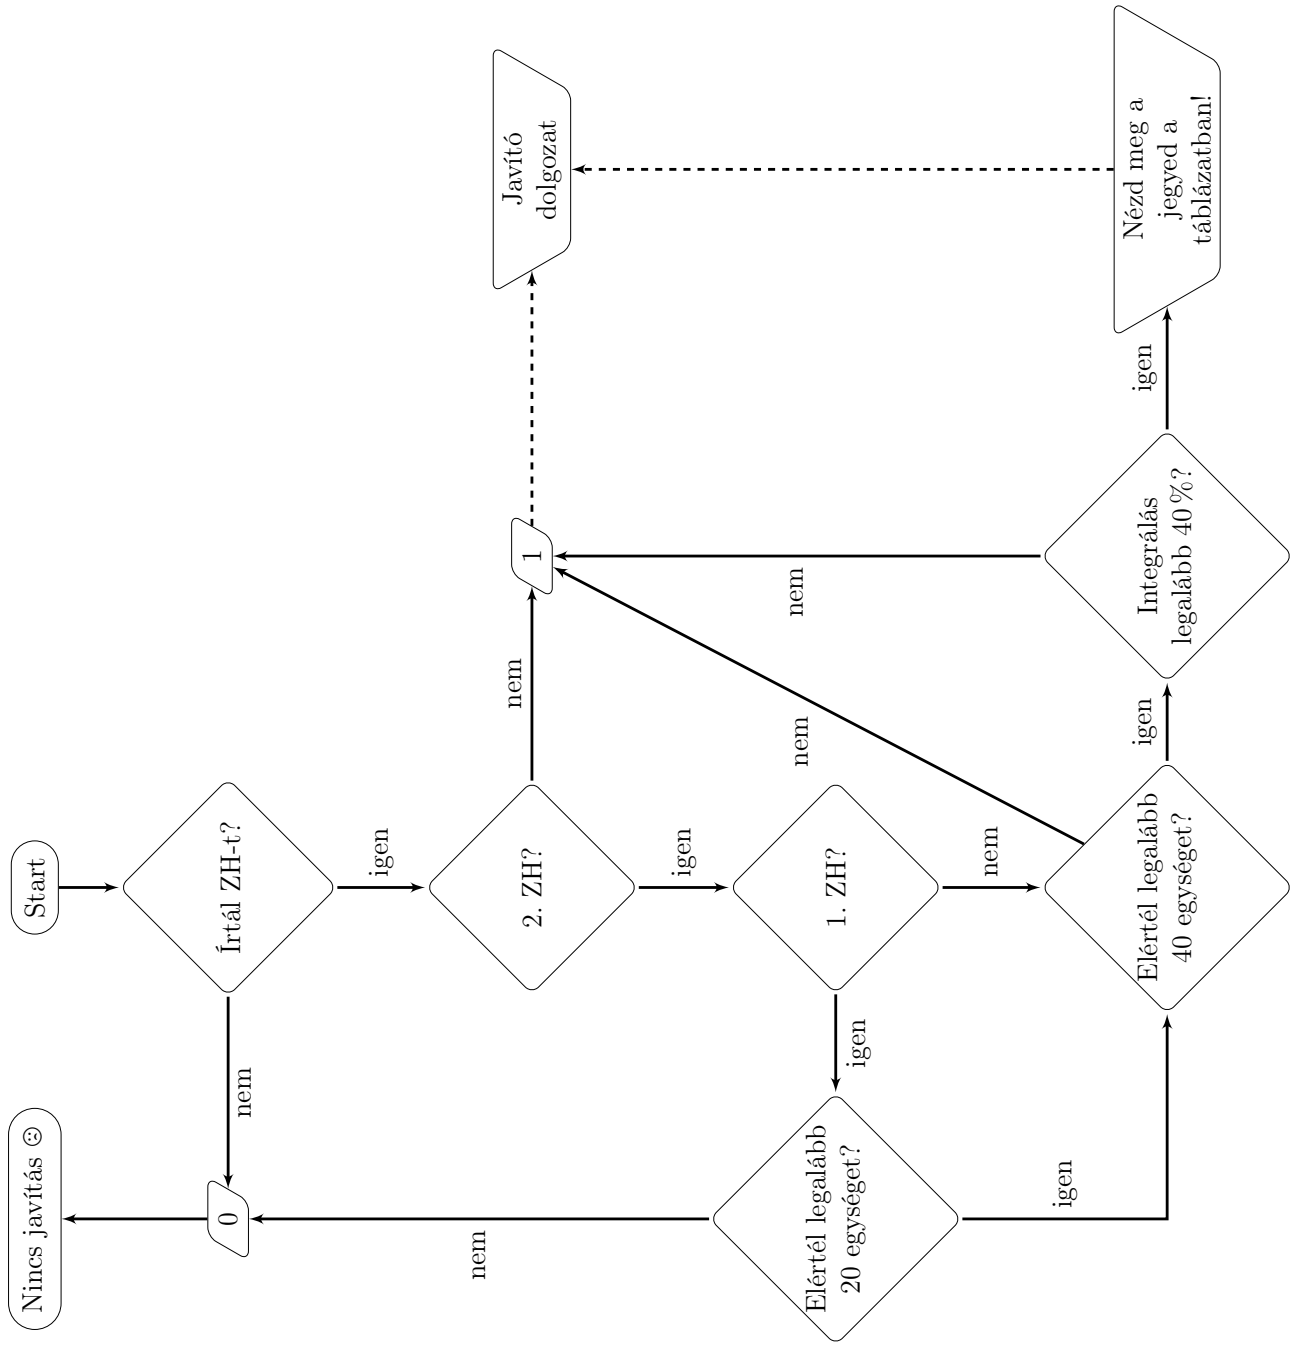 Start
Nincs javítás ☹
Írtál ZH-t?
nem
0
igen
2. ZH?
nem
1
Javító
dolgozat
igen
1. ZH?
igen
nem
Elértél legalább
20 egységet?
nem
igen
Elértél legalább
40 egységet?
nem
igen
Integrálás
legalább 40 %?
nem
igen
Nézd meg a
jegyed a
táblázatban!